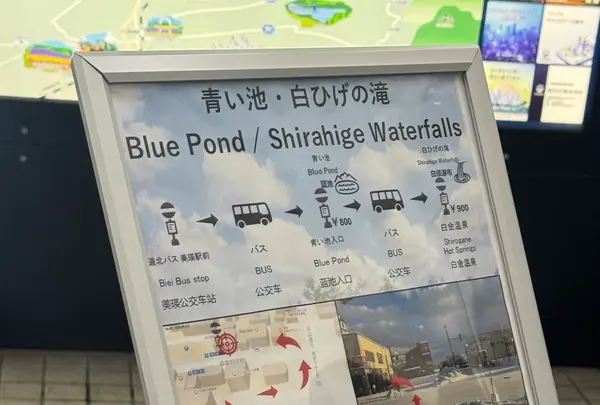 青い池・白ひげの滝
Blue Pond / Shirahige Waterfalls
青い池
Blue Pond
蓝池
白ひげの滝
Shirahige Waterfalls
白须瀑布
¥800
¥900
道北バス 美瑛駅前
Biei Bus stop
美瑛公交车站
バス
BUS
公交车
青い池入口
Blue Pond
蓝池入口
バス
BUS
公交车
白金温泉
Shirogane
Hot Springs
白金温泉